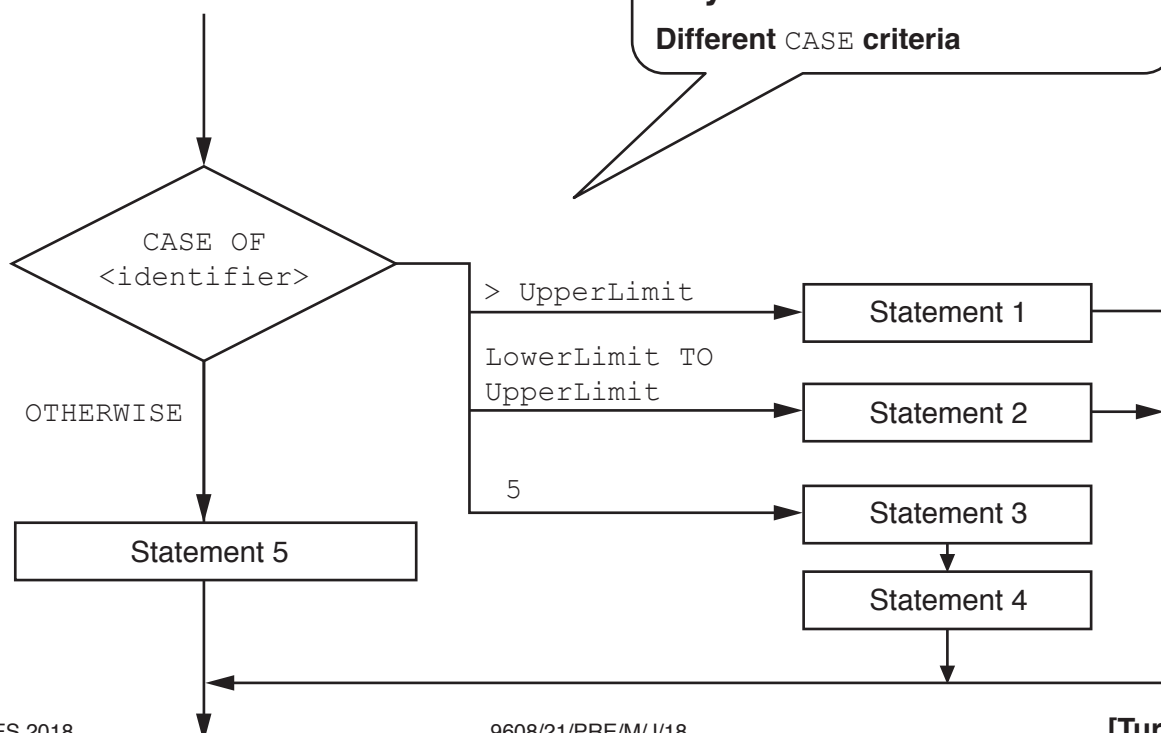 Different CASE criteria
CASE OF
<identifier>
> UpperLimit
Statement 1
LowerLimit TO
UpperLimit
OTHERWISE
Statement 2
5
Statement 3
Statement 5
Statement 4
2018
9608/21/PRE/M/J/18